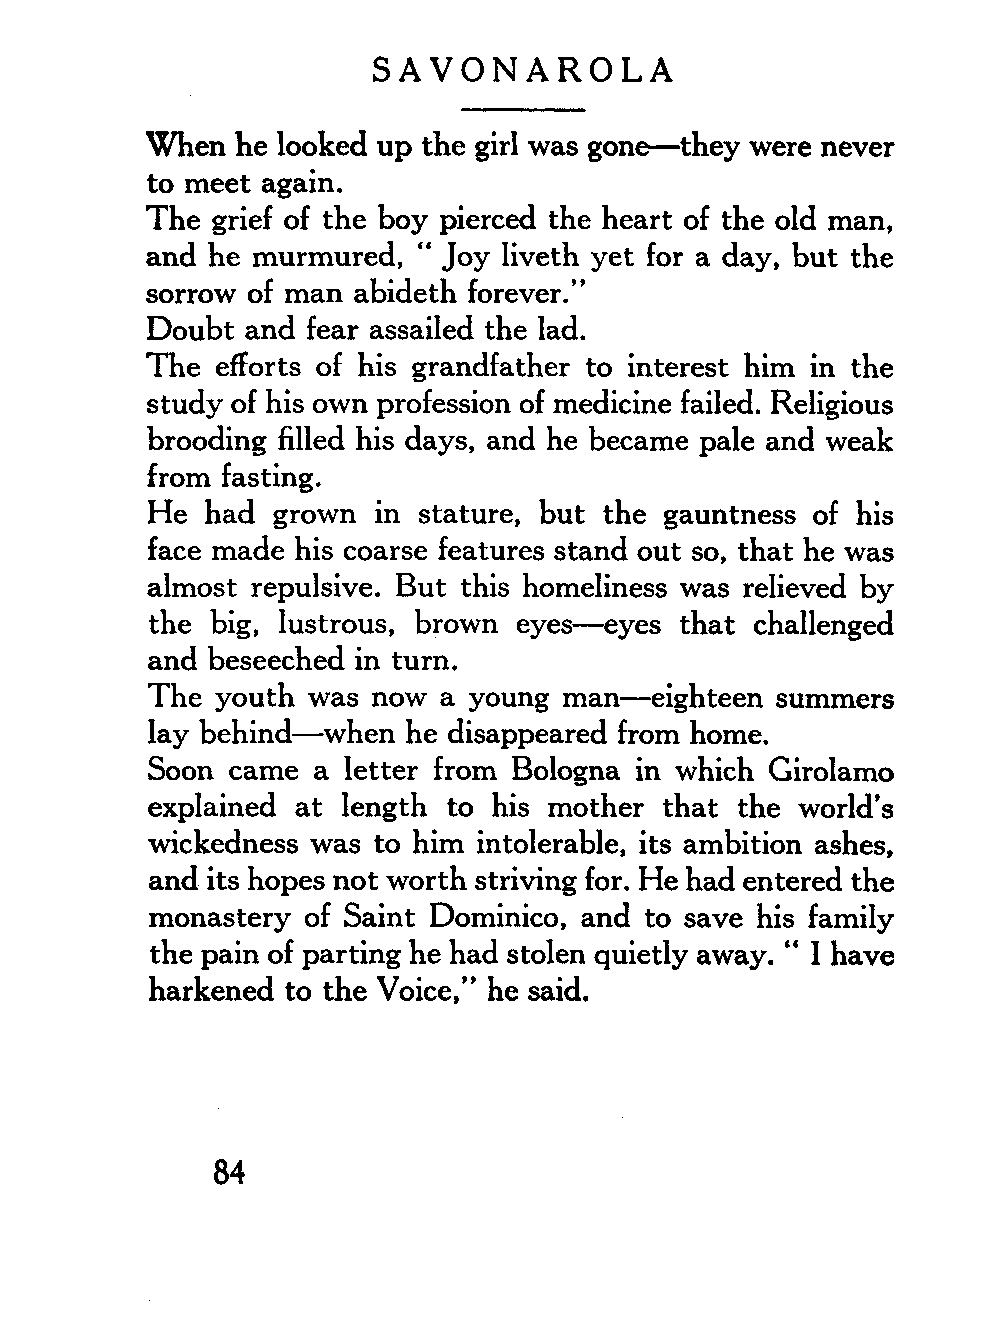 SAVONAROLA
When he looked up the girl was gone—they were never
to meet again.
The grief of the boy pierced the heart of the old man,
and he murmured, “ Joy liveth yet for a day, but the
sorrow of man abideth forever.”
Doubt and fear assailed the lad.
The efforts of his grandfather to interest him in the
study of his own profession of medicine failed. Religious
brooding filled his days, and he became pale and weak
from fasting.
He had grown in stature, but the gauntness of his
face made his coarse features stand out so, that he was
almost repulsive. But this homeliness was relieved by
the big, lustrous, brown eyes—eyes that challenged
and beseeched in turn.
The youth was now a young man—eighteen summers
lay behind—when he disappeared from home.
Soon came a letter from Bologna in which Girolamo
explained at length to his mother that the world's
wickedness was to him intolerable, its ambition ashes,
and its hopes not worth striving for. He had entered the
monastery of Saint Dominico, and to save his family
the pain of parting he had stolen quietly away. “ I have
harkened to the Voice,” he said.
84